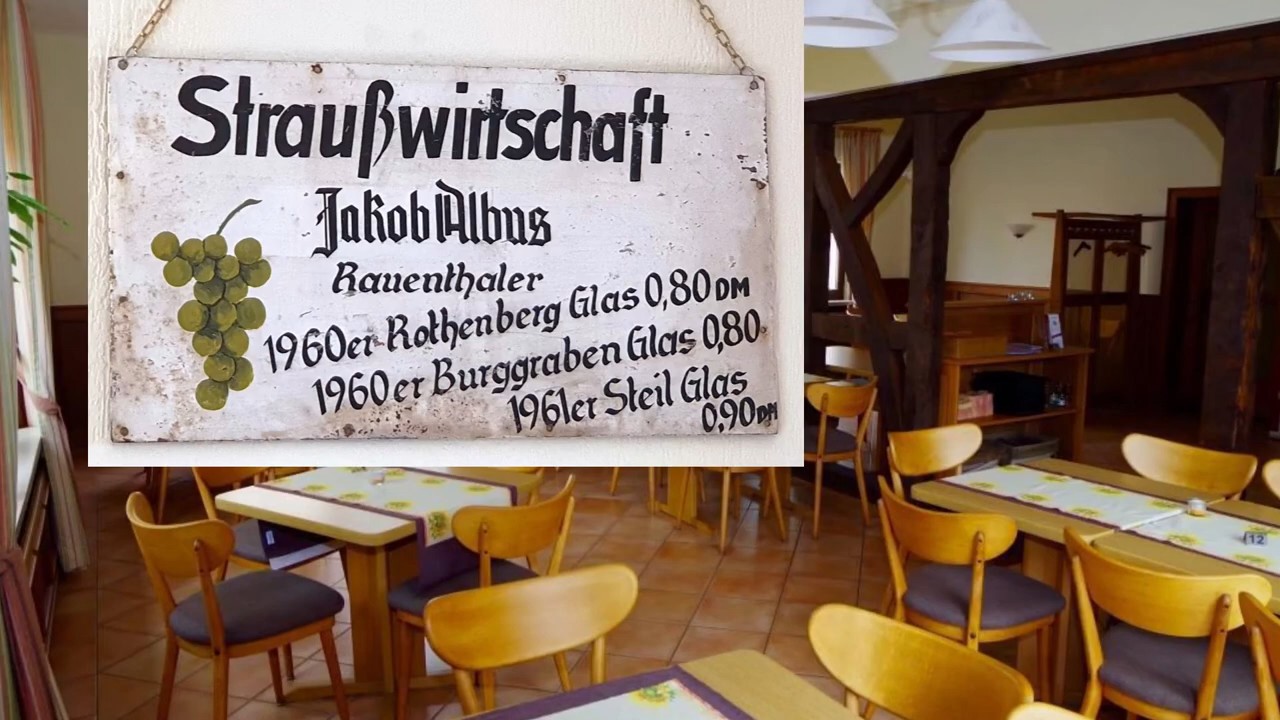 Straußwirtschaft
Jakob Albus
Rauenthaler
1960er Rothenberg Glas 0,80 DM
1960er Burggraben Glas 0,80
1961er Steil Glas
0,90 DM
12